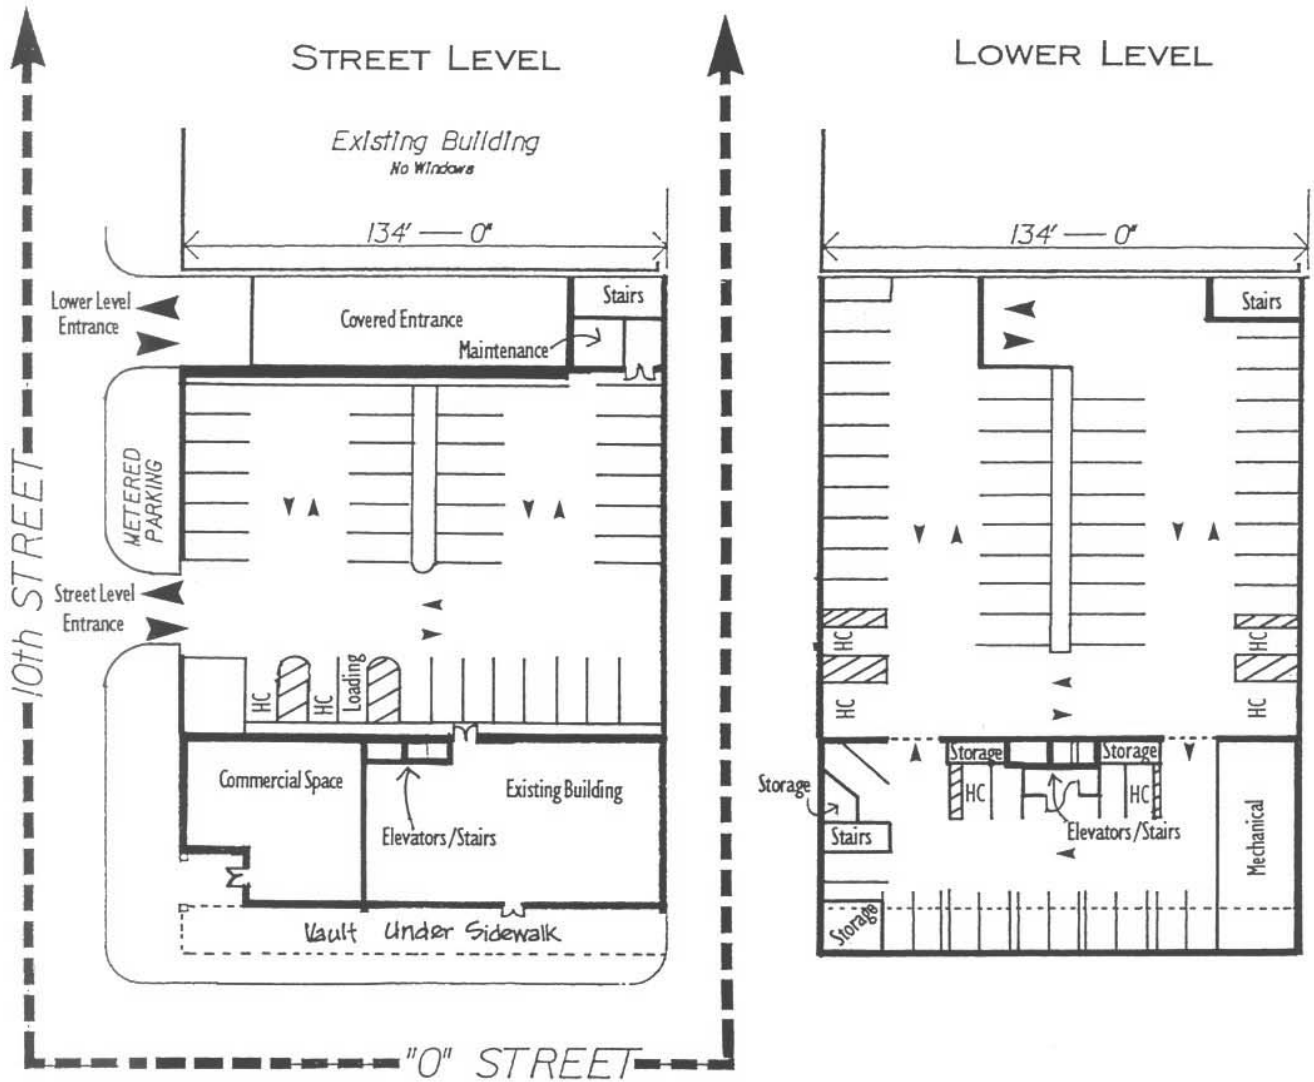 STREET LEVEL
Existing Building
No Windows
134' — 0"
Lower Level
Entrance
Covered Entrance
Stairs
Maintenance
METERED
PARKING
10th STREET
Street Level
Entrance
HC
HC
Loading
Commercial Space
Elevators/Stairs
Existing Building
Vault Under Sidewalk
"O" STREET
LOWER LEVEL
134' — 0"
Stairs
HC
HC
HC
HC
Storage
Storage
Storage
HC
HC
Elevators/Stairs
Stairs
Mechanical
Storage